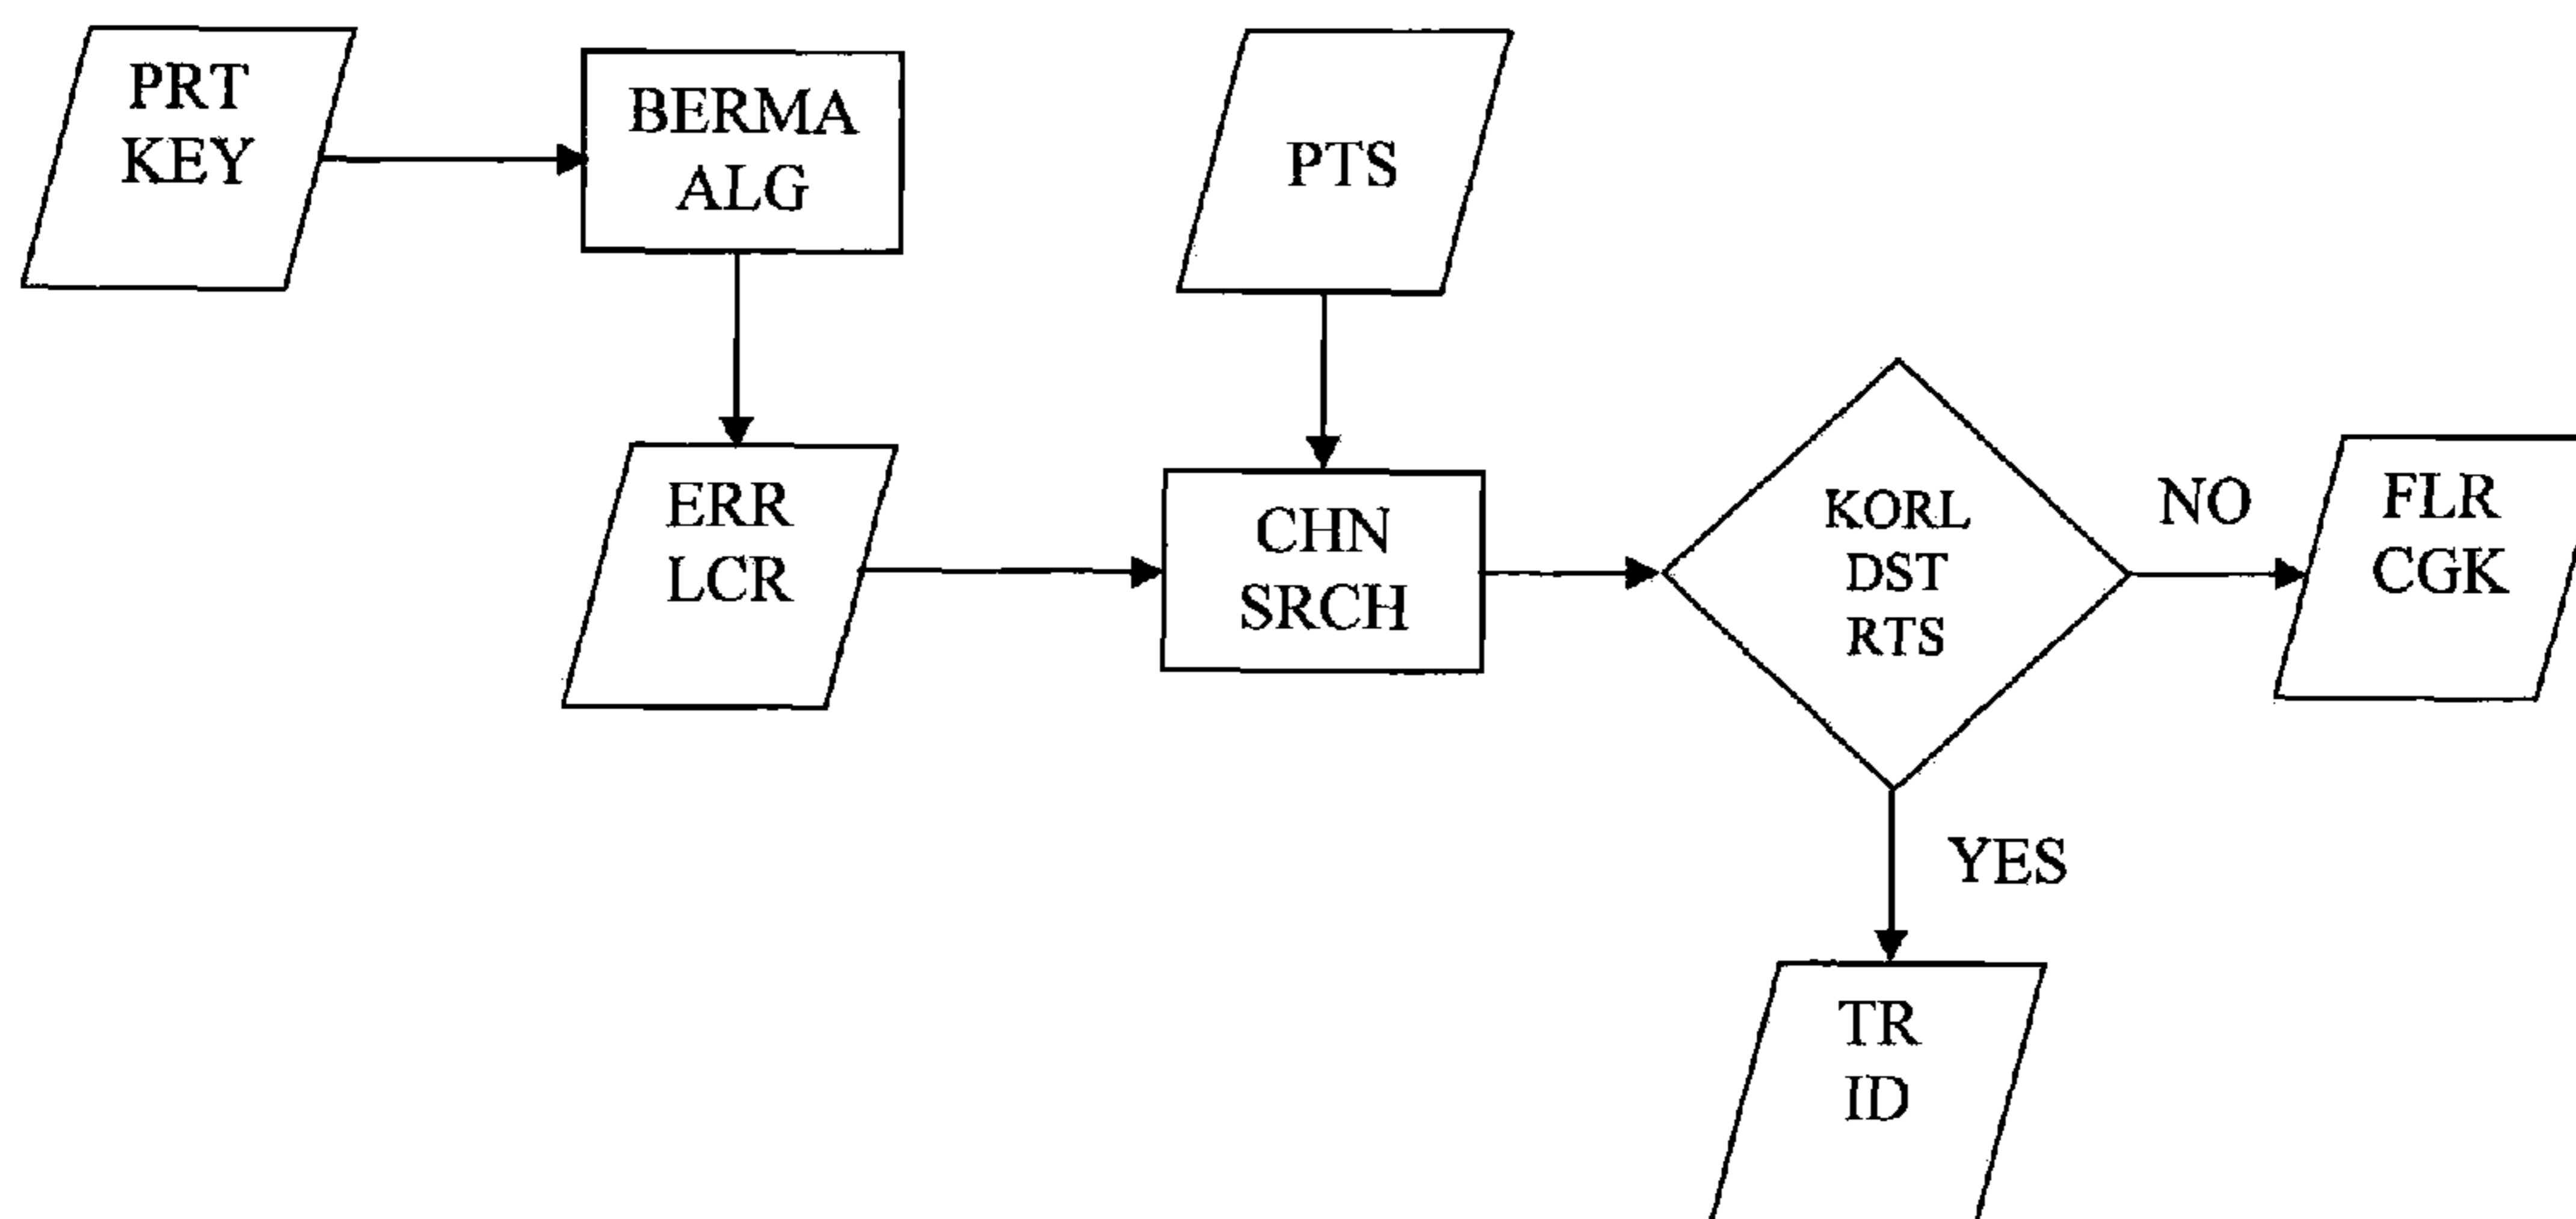 PRT
KEY
BERMA
ALG
PTS
ERR
LCR
CHN
SRCH
KORL
DST
RTS
NO
FLR
CGK
YES
TR
ID